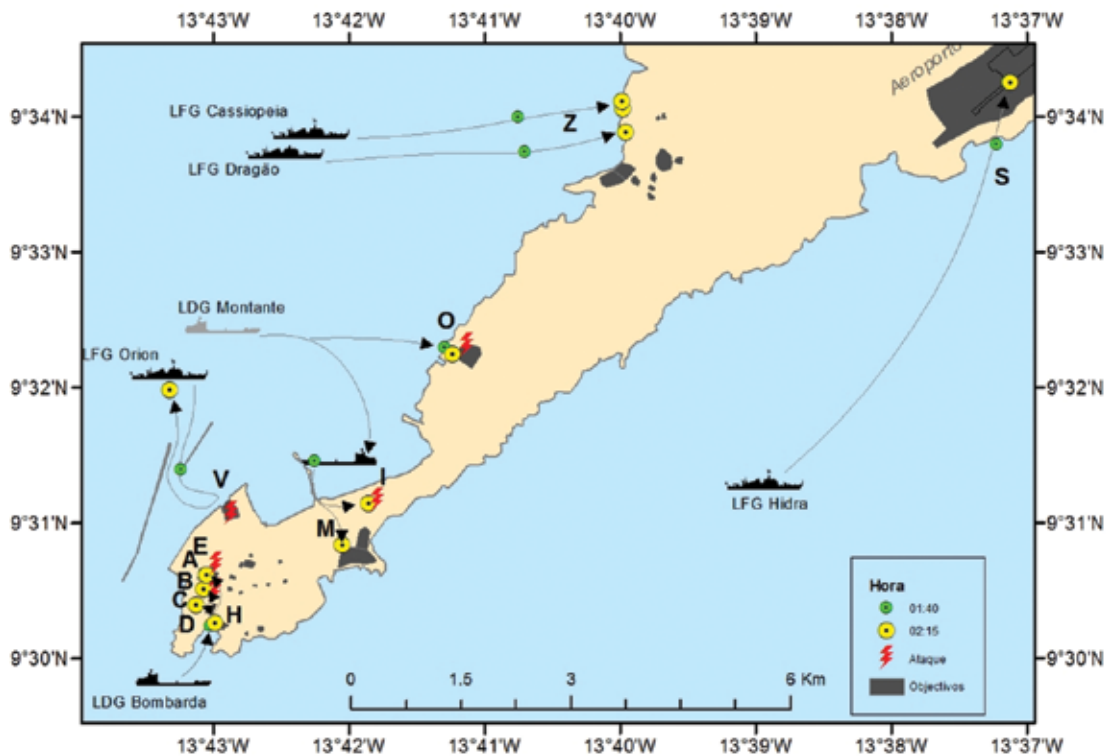 13°43'W 13°42'W 13°41'W 13°40'W 13°39'W 13°38'W 13°37'W
Aeroporto
9°34'N 9°34'N
LFG Cassiopeia
Z
LFG Dragão
S
9°33'N 9°33'N
LDG Montante
O
LFG Orion
9°32'N 9°32'N
V
I
LFG Hidra
9°31'N 9°31'N
M
E
A
B
C
D
H
Hora
01:40
02:15
Ataque
Objectivos
9°30'N 9°30'N
LDG Bombarda
0 1.5 3 6 Km
13°43'W 13°42'W 13°41'W 13°40'W 13°39'W 13°38'W 13°37'W